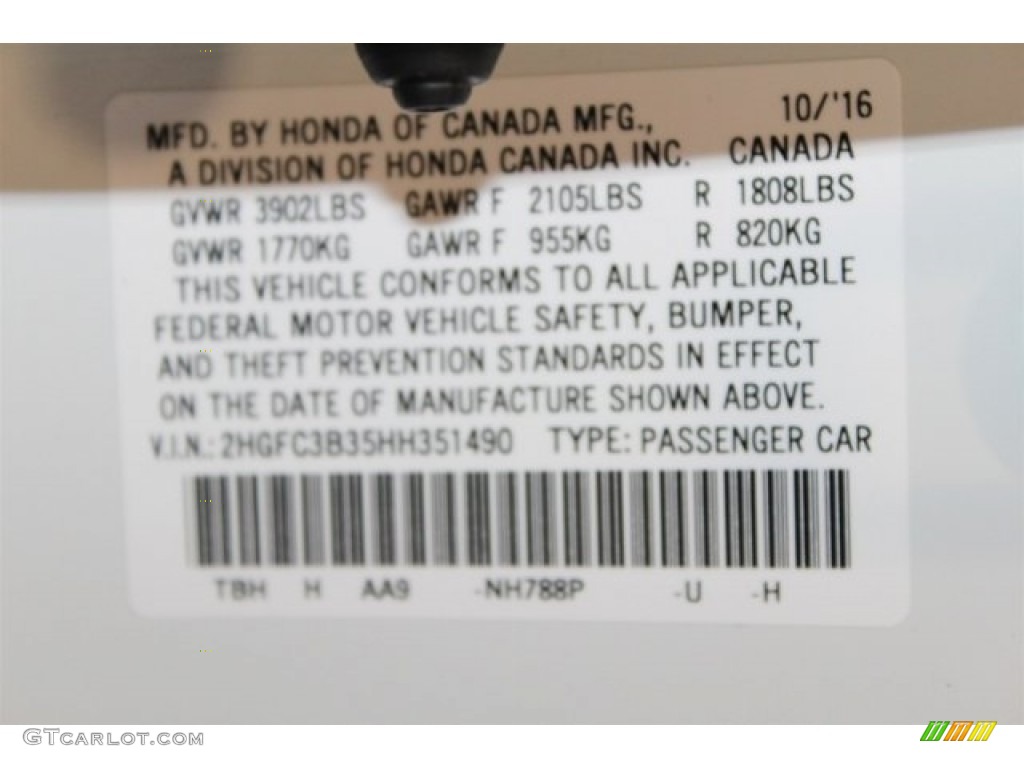 10/'16
MFD. BY HONDA OF CANADA MFG.,
A DIVISION OF HONDA CANADA INC. CANADA
GVWR 3902LBS GAWR F 2105LBS R 1808LBS
GVWR 1770KG GAWR F 955KG R 820KG
THIS VEHICLE CONFORMS TO ALL APPLICABLE
FEDERAL MOTOR VEHICLE SAFETY, BUMPER,
AND THEFT PREVENTION STANDARDS IN EFFECT
ON THE DATE OF MANUFACTURE SHOWN ABOVE.
V.I.N.: 2HGFC3B35HH351490 TYPE: PASSENGER CAR
TBH H AA9 -NH788P -U -H
GTCARLOT.COM